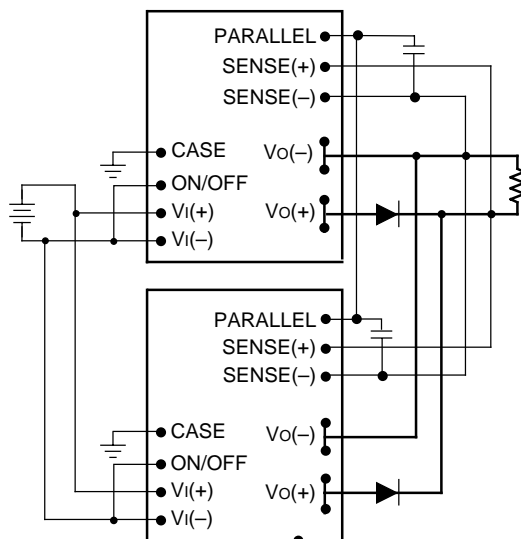 PARALLEL
SENSE(+)
SENSE(–)
CASE
VO(–)
ON/OFF
VI(+)
VO(+)
VI(–)
PARALLEL
SENSE(+)
SENSE(–)
CASE
VO(–)
ON/OFF
VI(+)
VO(+)
VI(–)